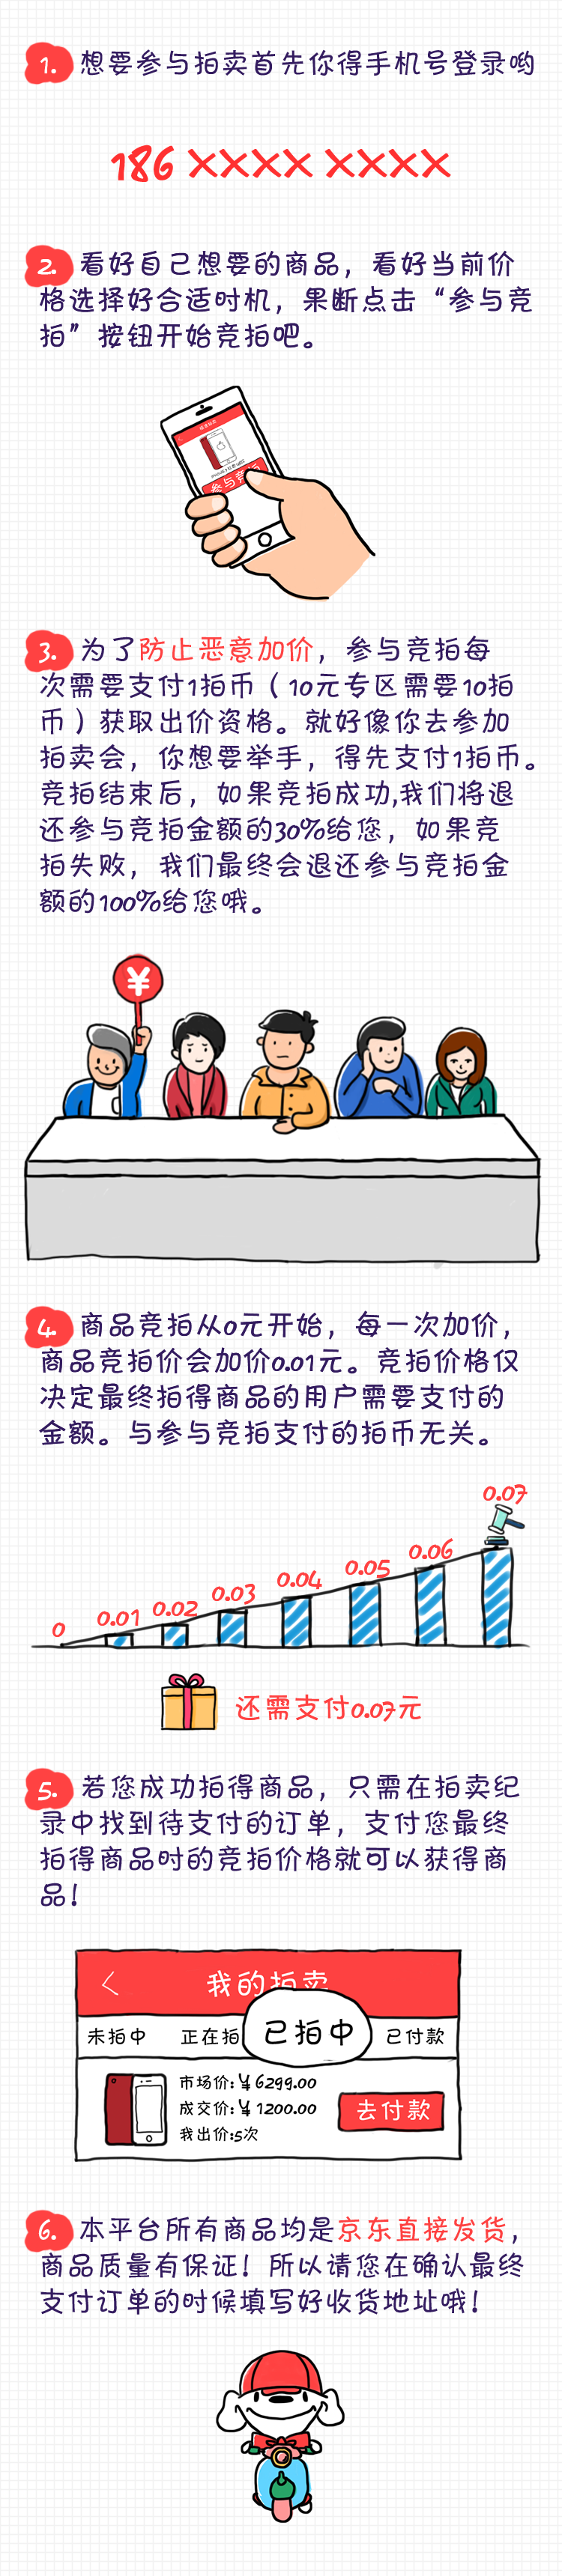 1. 想要参与拍卖首先你得手机号登录哟
186 XXXX XXXX
2. 看好自己想要的商品，看好当前价
格选择好合适时机，果断点击“参与竞
拍”按钮开始竞拍吧。
参与竞拍
3. 为了防止恶意加价，参与竞拍每
次需要支付1拍币（10元专区需要10拍
币）获取出价资格。就好像你去参加
拍卖会，你想要举手，得先支付1拍币。
竞拍结束后，如果竞拍成功,我们将退
还参与竞拍金额的30%给您，如果竞
拍失败，我们最终会退还参与竞拍金
额的100%给您哦。
¥
4. 商品竞拍从0元开始，每一次加价，
商品竞拍价会加价0.01元。竞拍价格仅
决定最终拍得商品的用户需要支付的
金额。与参与竞拍支付的拍币无关。
0 0.01 0.02 0.03 0.04 0.05 0.06 0.07
还需支付0.07元
5. 若您成功拍得商品，只需在拍卖纪
录中找到待支付的订单，支付您最终
拍得商品时的竞拍价格就可以获得商
品！
我的拍卖
未拍中 正在拍 已拍中 已付款
市场价:￥6299.00
成交价:￥1200.00
我出价:5次
去付款
6. 本平台所有商品均是京东直接发货，
商品质量有保证！所以请您在确认最终
支付订单的时候填写好收货地址哦！